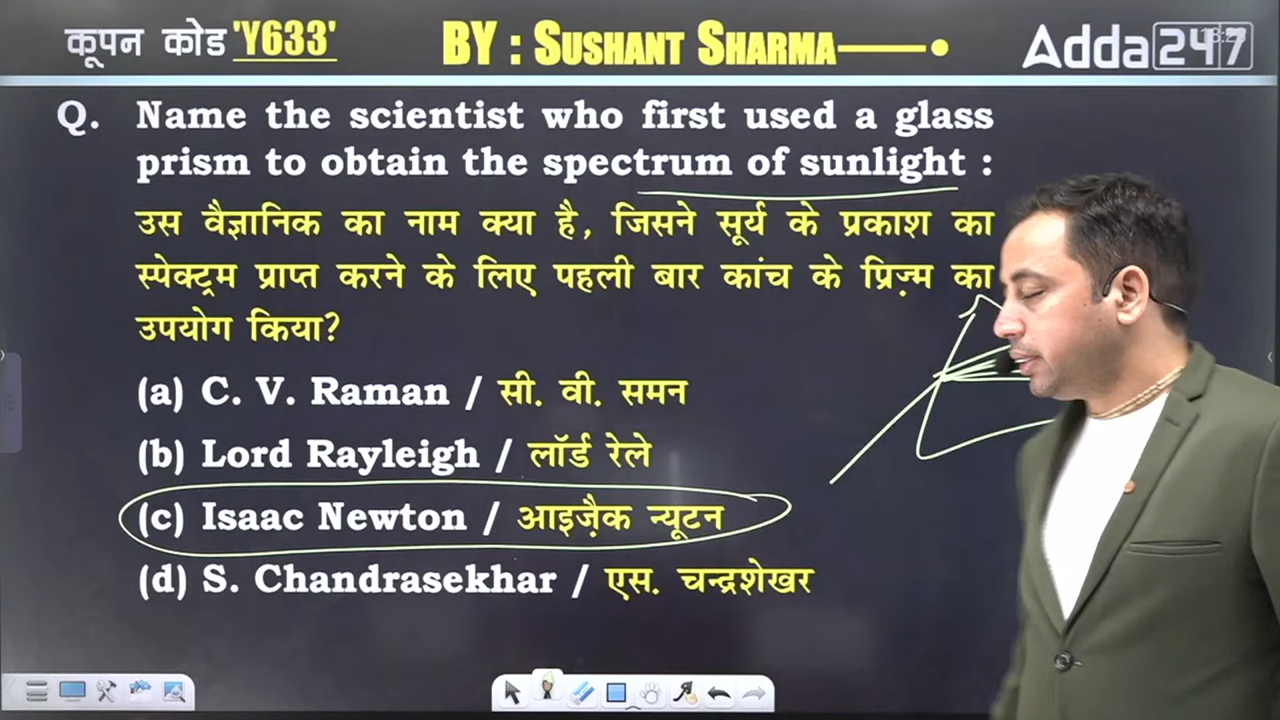 कूपन कोड 'Y633'
BY : SUSHANT SHARMA
Adda247
Q. Name the scientist who first used a glass
prism to obtain the spectrum of sunlight :
उस वैज्ञानिक का नाम क्या है, जिसने सूर्य के प्रकाश का
स्पेक्ट्रम प्राप्त करने के लिए पहली बार कांच के प्रिज़्म का
उपयोग किया?
(a) C. V. Raman / सी. वी. समन
(b) Lord Rayleigh / लॉर्ड रेले
(c) Isaac Newton / आइज़ैक न्यूटन
(d) S. Chandrasekhar / एस. चन्द्रशेखर